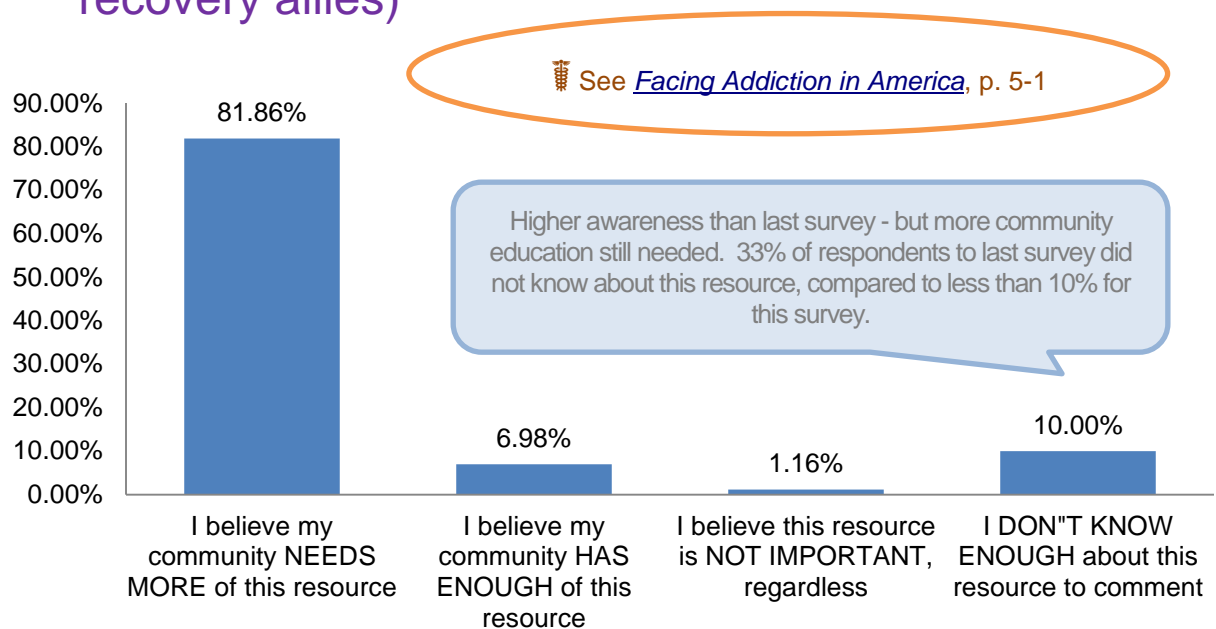 recovery allies)
See Facing Addiction in America, p. 5-1
90.00%
80.00%
70.00%
60.00%
50.00%
40.00%
30.00%
20.00%
10.00%
0.00%
81.86%
6.98%
1.16%
10.00%
Higher awareness than last survey - but more community
education still needed. 33% of respondents to last survey did
not know about this resource, compared to less than 10% for
this survey.
I believe my
community NEEDS
MORE of this resource
I believe my
community HAS
ENOUGH of this
resource
I believe this resource
is NOT IMPORTANT,
regardless
I DON"T KNOW
ENOUGH about this
resource to comment